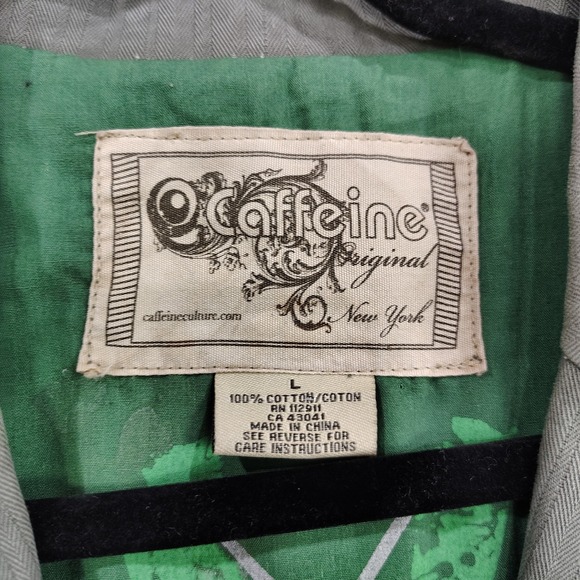 Caffeine®
Original
caffeineculture.com
New York
L
100% COTTON/COTON
RN 112911
CA 43041
MADE IN CHINA
SEE REVERSE FOR
CARE INSTRUCTIONS